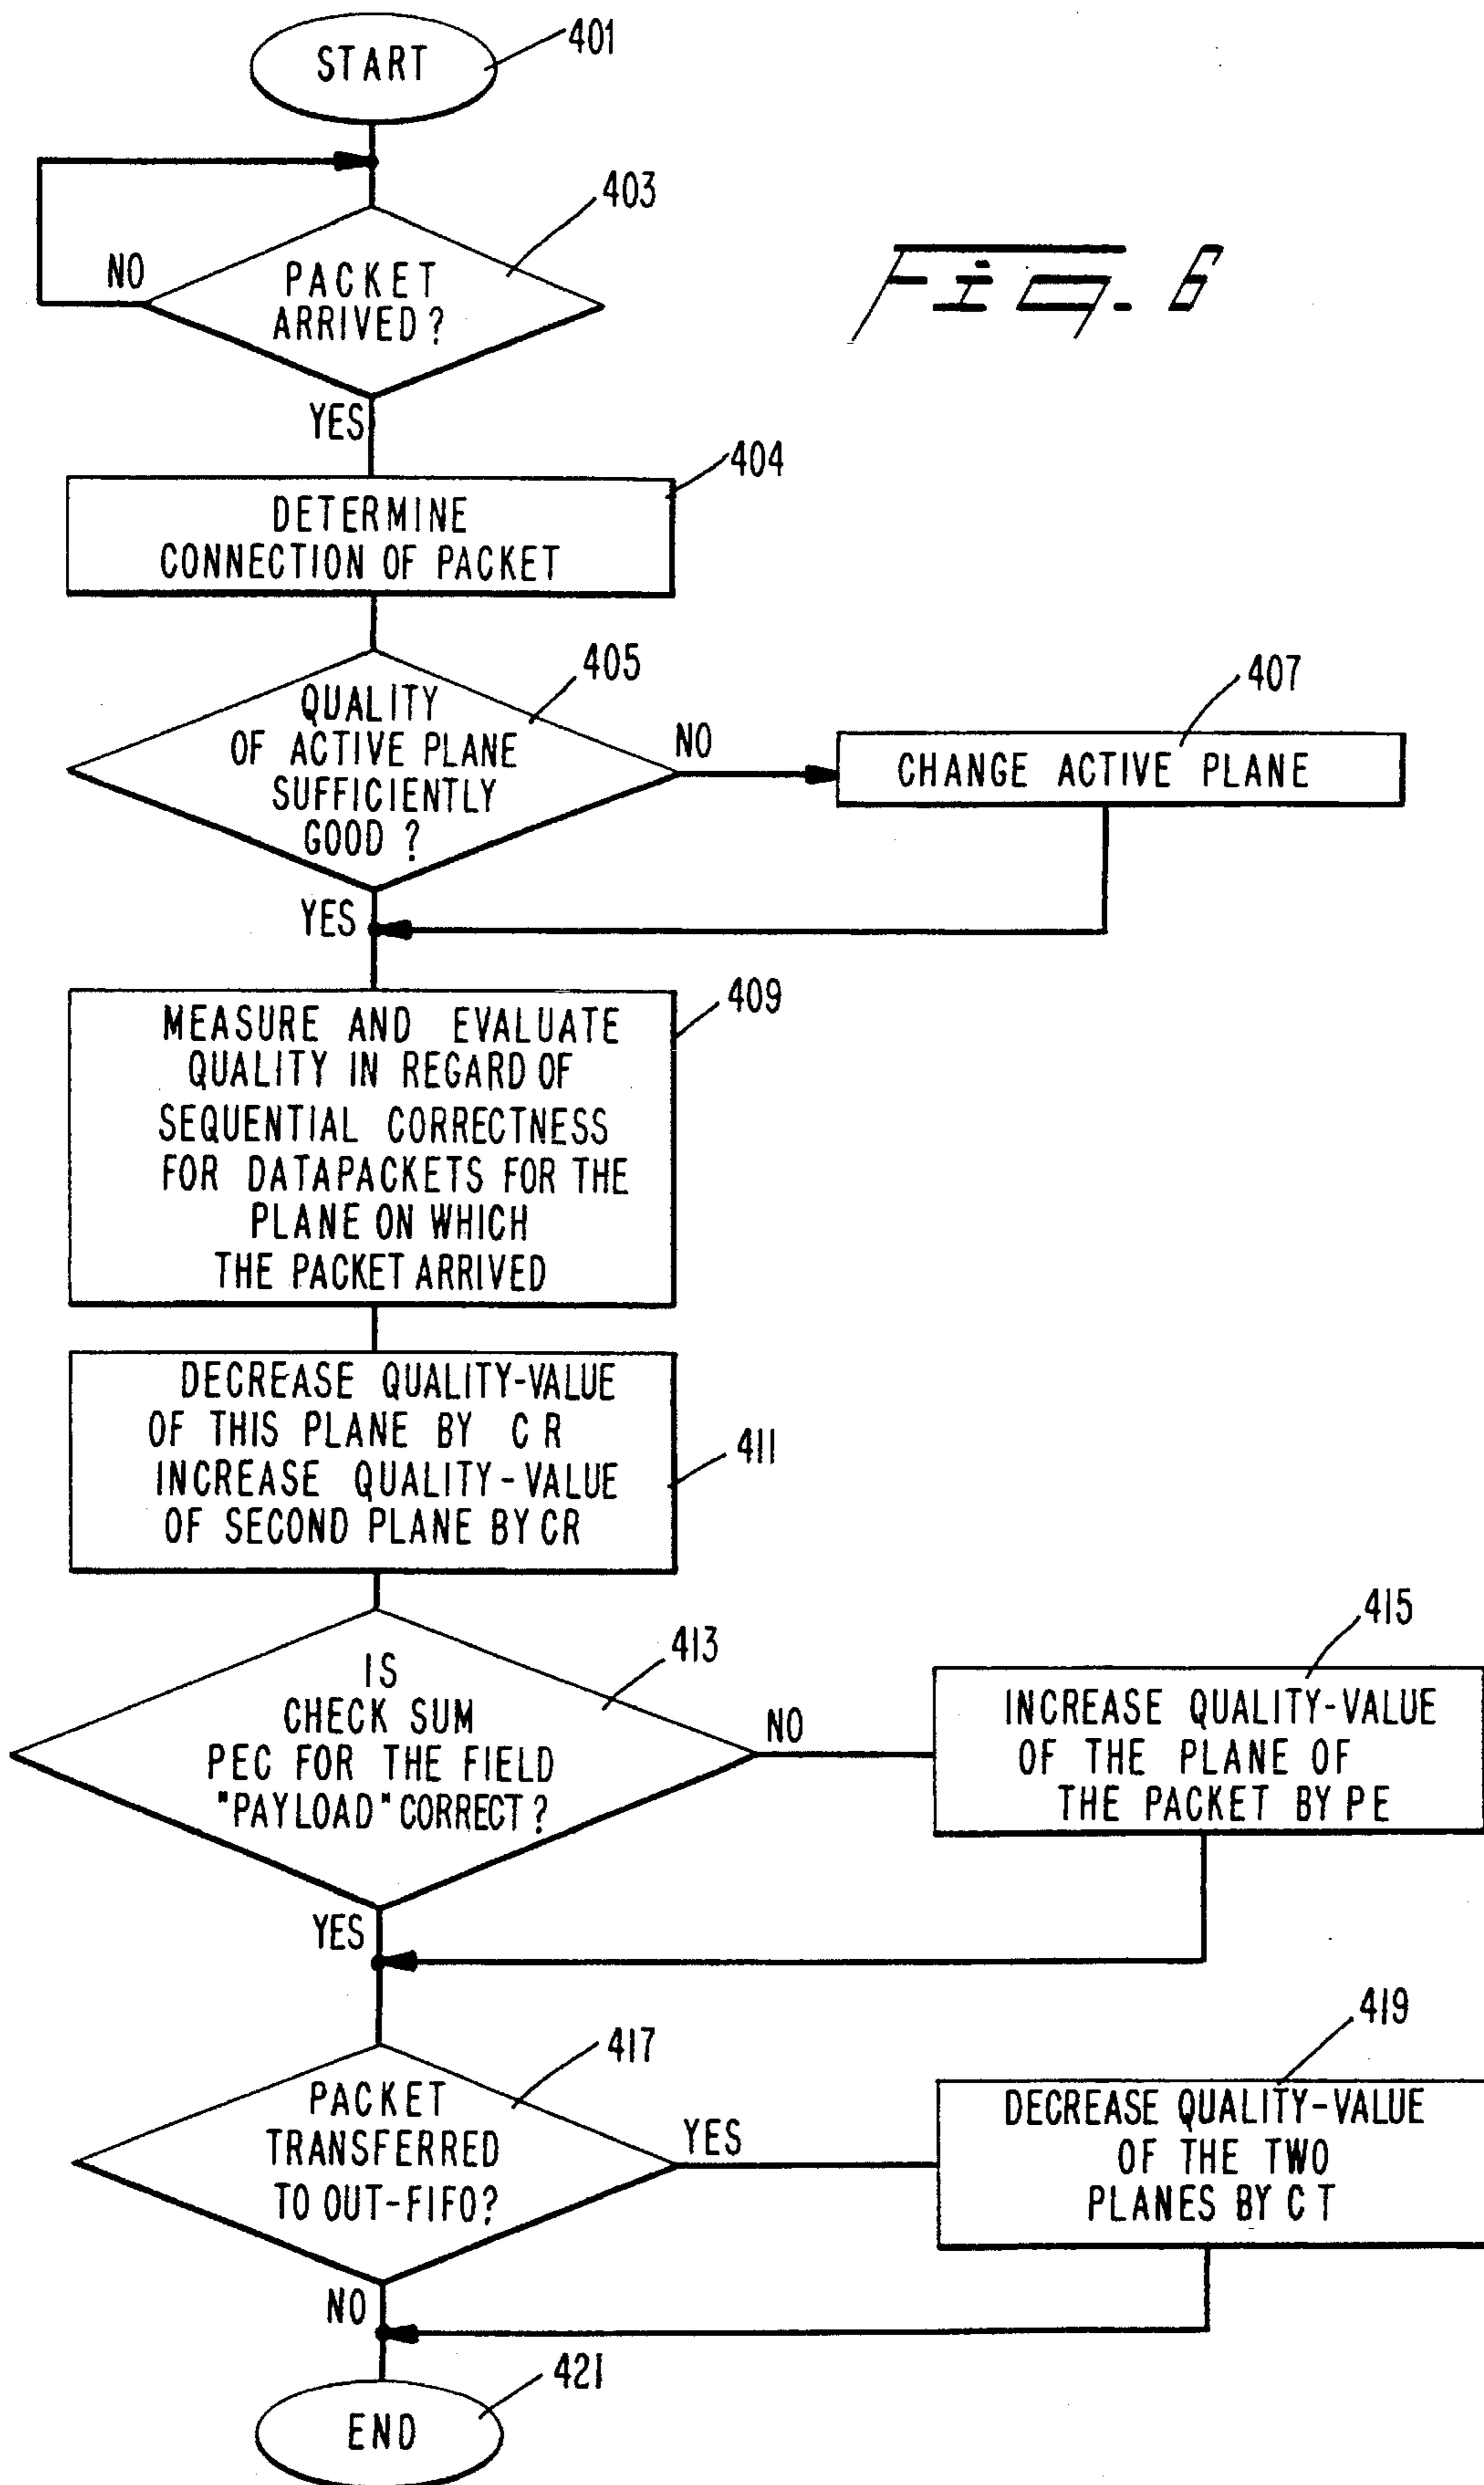 START
401
403
Fig. 6
NO
PACKET
ARRIVED?
YES
404
DETERMINE
CONNECTION OF PACKET
405
407
QUALITY
OF ACTIVE PLANE
SUFFICIENTLY
GOOD ?
NO
CHANGE ACTIVE PLANE
YES
409
MEASURE AND EVALUATE
QUALITY IN REGARD OF
SEQUENTIAL CORRECTNESS
FOR DATAPACKETS FOR THE
PLANE ON WHICH
THE PACKET ARRIVED
DECREASE QUALITY-VALUE
OF THIS PLANE BY CR
INCREASE QUALITY-VALUE
OF SECOND PLANE BY CR
411
413
415
IS
CHECK SUM
PEC FOR THE FIELD
"PAYLOAD" CORRECT?
NO
INCREASE QUALITY-VALUE
OF THE PLANE OF
THE PACKET BY PE
YES
417
419
PACKET
TRANSFERRED
TO OUT-FIFO?
YES
DECREASE QUALITY-VALUE
OF THE TWO
PLANES BY CT
NO
421
END